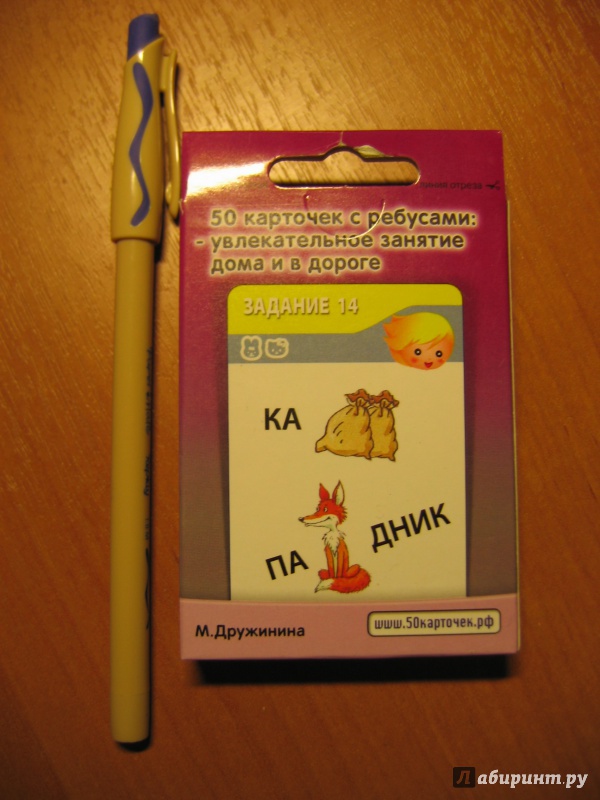 линия отреза
50 карточек с ребусами:
- увлекательное занятие
дома и в дороге
ЗАДАНИЕ 14
КА
ПА
ДНИК
М.Дружинина
www.50карточек.рф
Лабиринт.ру